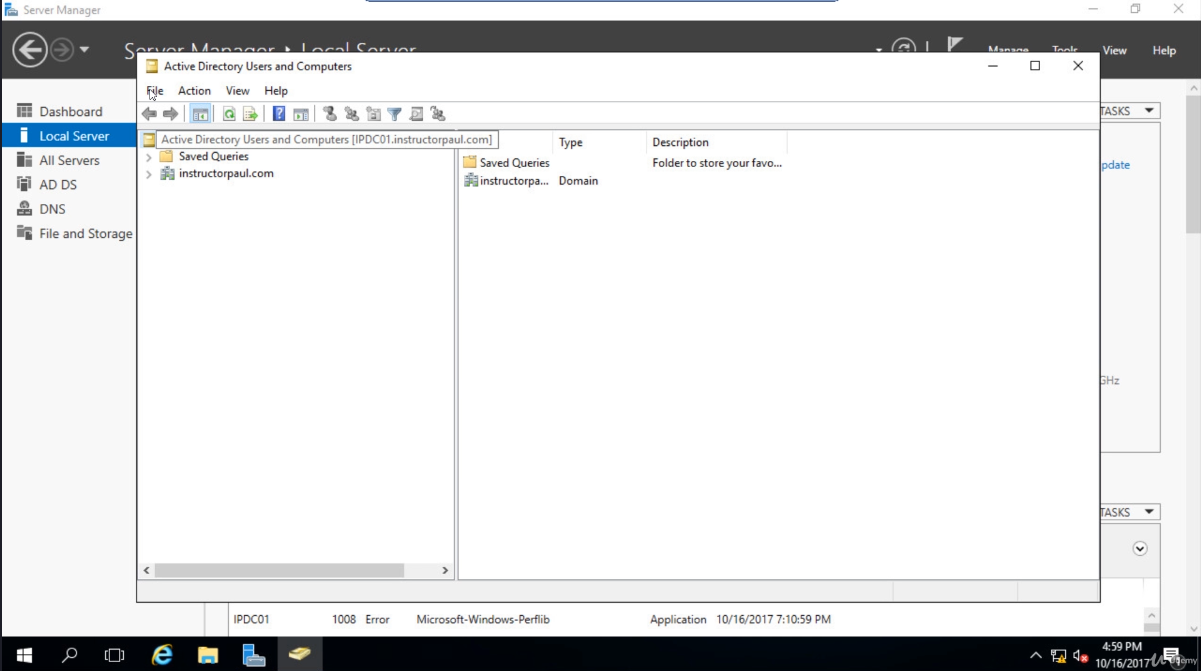 Server Manager
Server Manager • Local Server
Manage Tools View Help
Active Directory Users and Computers
File Action View Help
Dashboard
Local Server
All Servers
AD DS
DNS
File and Storage
Active Directory Users and Computers [IPDC01.instructorpaul.com]
Saved Queries
instructorpaul.com
Type Description
Saved Queries Folder to store your favo...
instructorpa... Domain
TASKS
pdate
GHz
TASKS
IPDC01 1008 Error Microsoft-Windows-Perflib Application 10/16/2017 7:10:59 PM
4:59 PM
10/16/2017